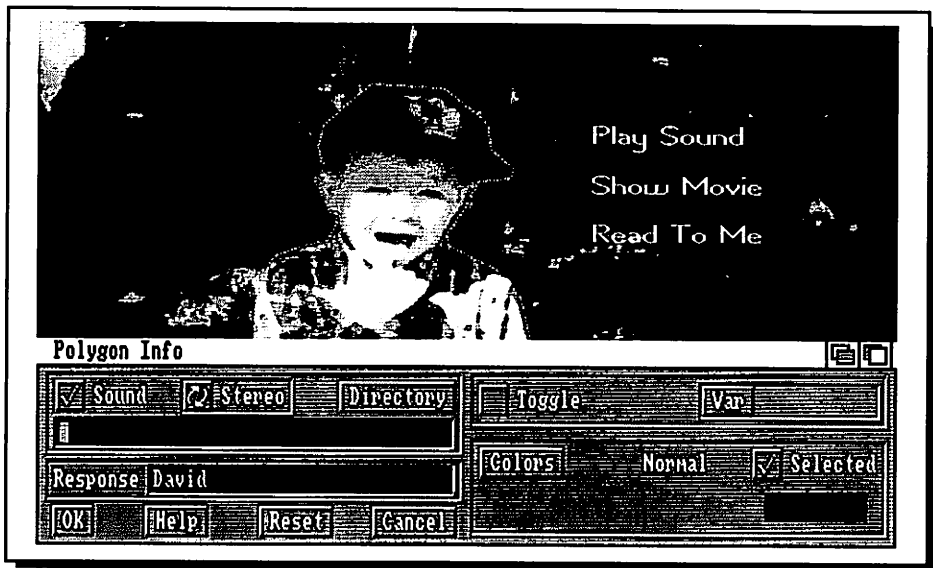 Play Sound
Show Movie
Read To Me
Polygon Info
Sound Stereo Directory
Toggle Var
Response David
Colors Normal Selected
OK Help Reset Cancel